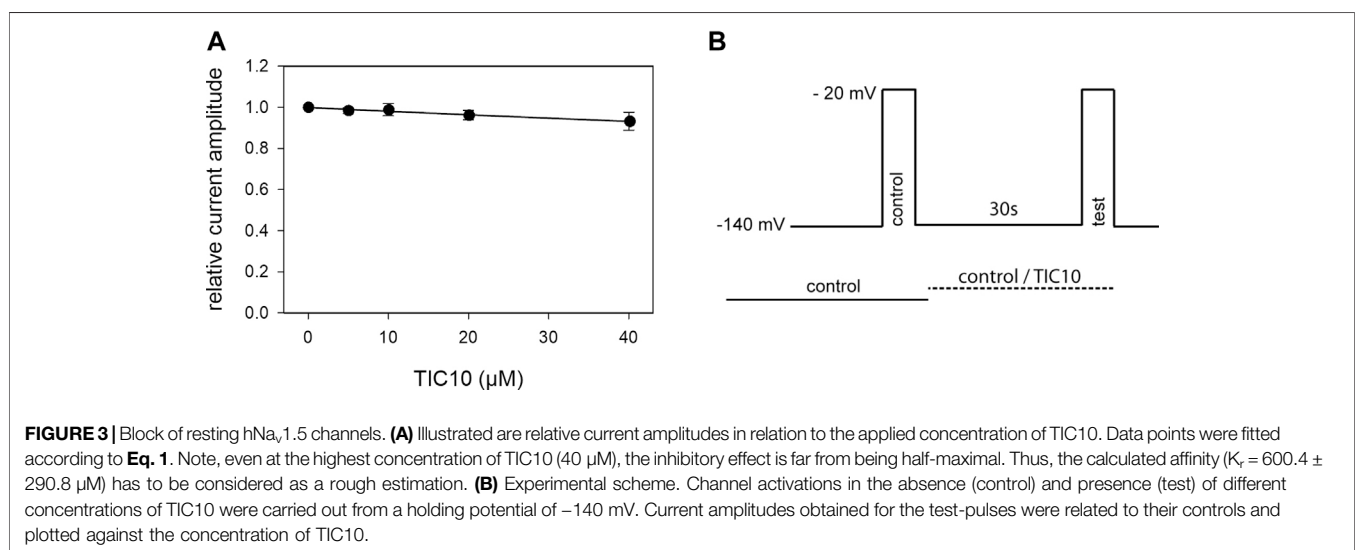 A
relative current amplitude
1.2
1.0
0.8
0.6
0.4
0.2
0.0
0 10 20 30 40
TIC10 (µM)
B
- 20 mV
control
30s
test
-140 mV
control / TIC10
control
FIGURE 3 | Block of resting hNav1.5 channels. (A) Illustrated are relative current amplitudes in relation to the applied concentration of TIC10. Data points were fitted
according to Eq. 1. Note, even at the highest concentration of TIC10 (40 µM), the inhibitory effect is far from being half-maximal. Thus, the calculated affinity (Kr = 600.4 ±
290.8 µM) has to be considered as a rough estimation. (B) Experimental scheme. Channel activations in the absence (control) and presence (test) of different
concentrations of TIC10 were carried out from a holding potential of −140 mV. Current amplitudes obtained for the test-pulses were related to their controls and
plotted against the concentration of TIC10.